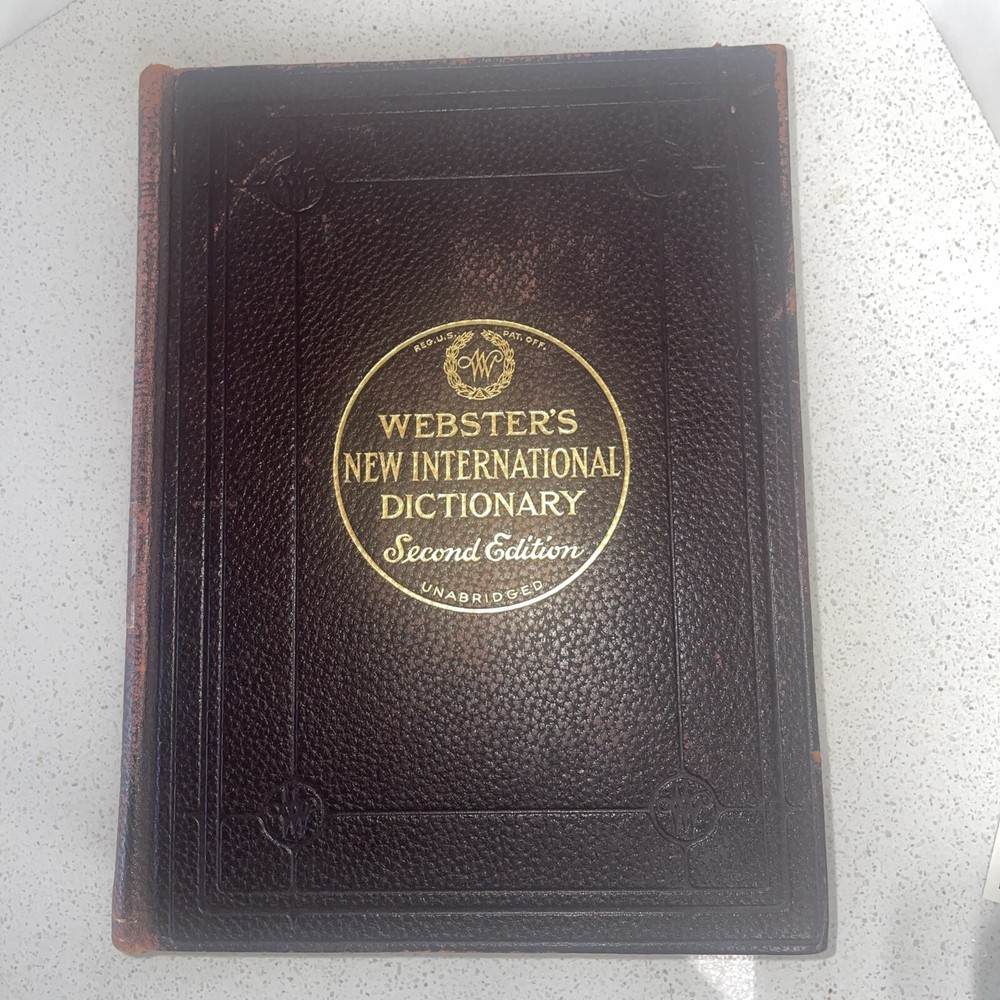 REG. U.S. PAT. OFF.
W
WEBSTER'S
NEW INTERNATIONAL
DICTIONARY
Second Edition
UNABRIDGED